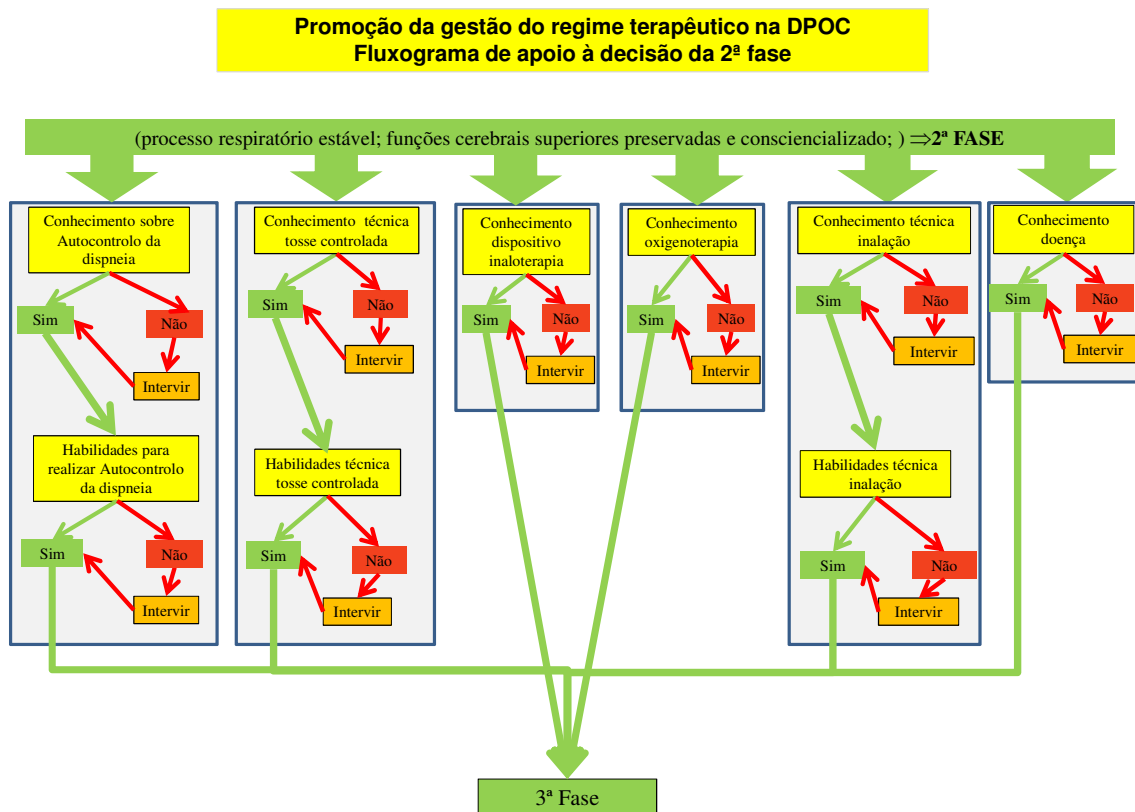 Promoção da gestão do regime terapêutico na DPOC
Fluxograma de apoio à decisão da 2ª fase
(processo respiratório estável; funções cerebrais superiores preservadas e consciencializado; ) ⇒2ª FASE
Conhecimento sobre
Autocontrolo da
dispneia
Sim
Não
Intervir
Habilidades para
realizar Autocontrolo
da dispneia
Sim
Não
Intervir
Conhecimento técnica
tosse controlada
Sim
Não
Intervir
Habilidades técnica
tosse controlada
Sim
Não
Intervir
Conhecimento
dispositivo
inaloterapia
Sim
Não
Intervir
Conhecimento
oxigenoterapia
Sim
Não
Intervir
Conhecimento técnica
inalação
Sim
Não
Intervir
Habilidades técnica
inalação
Sim
Não
Intervir
Conhecimento
doença
Sim
Não
Intervir
3ª Fase